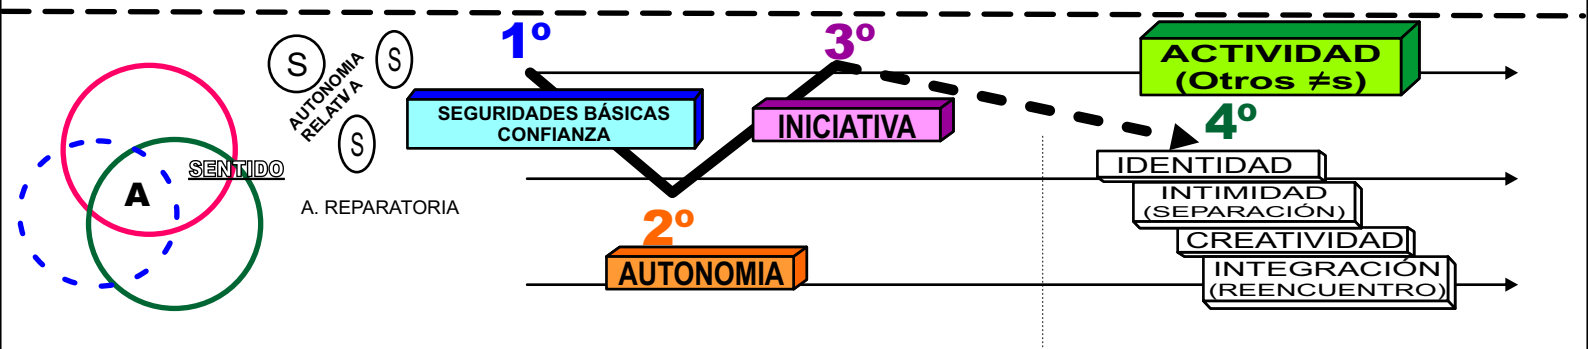 A
SENTIDO
S
S
S
AUTONOMIA
RELATIVA
A. REPARATORIA
1º
SEGURIDADES BÁSICAS
CONFIANZA
2º
AUTONOMIA
3º
INICIATIVA
ACTIVIDAD
(Otros ≠s)
4º
IDENTIDAD
INTIMIDAD
(SEPARACIÓN)
CREATIVIDAD
INTEGRACIÓN
(REENCUENTRO)